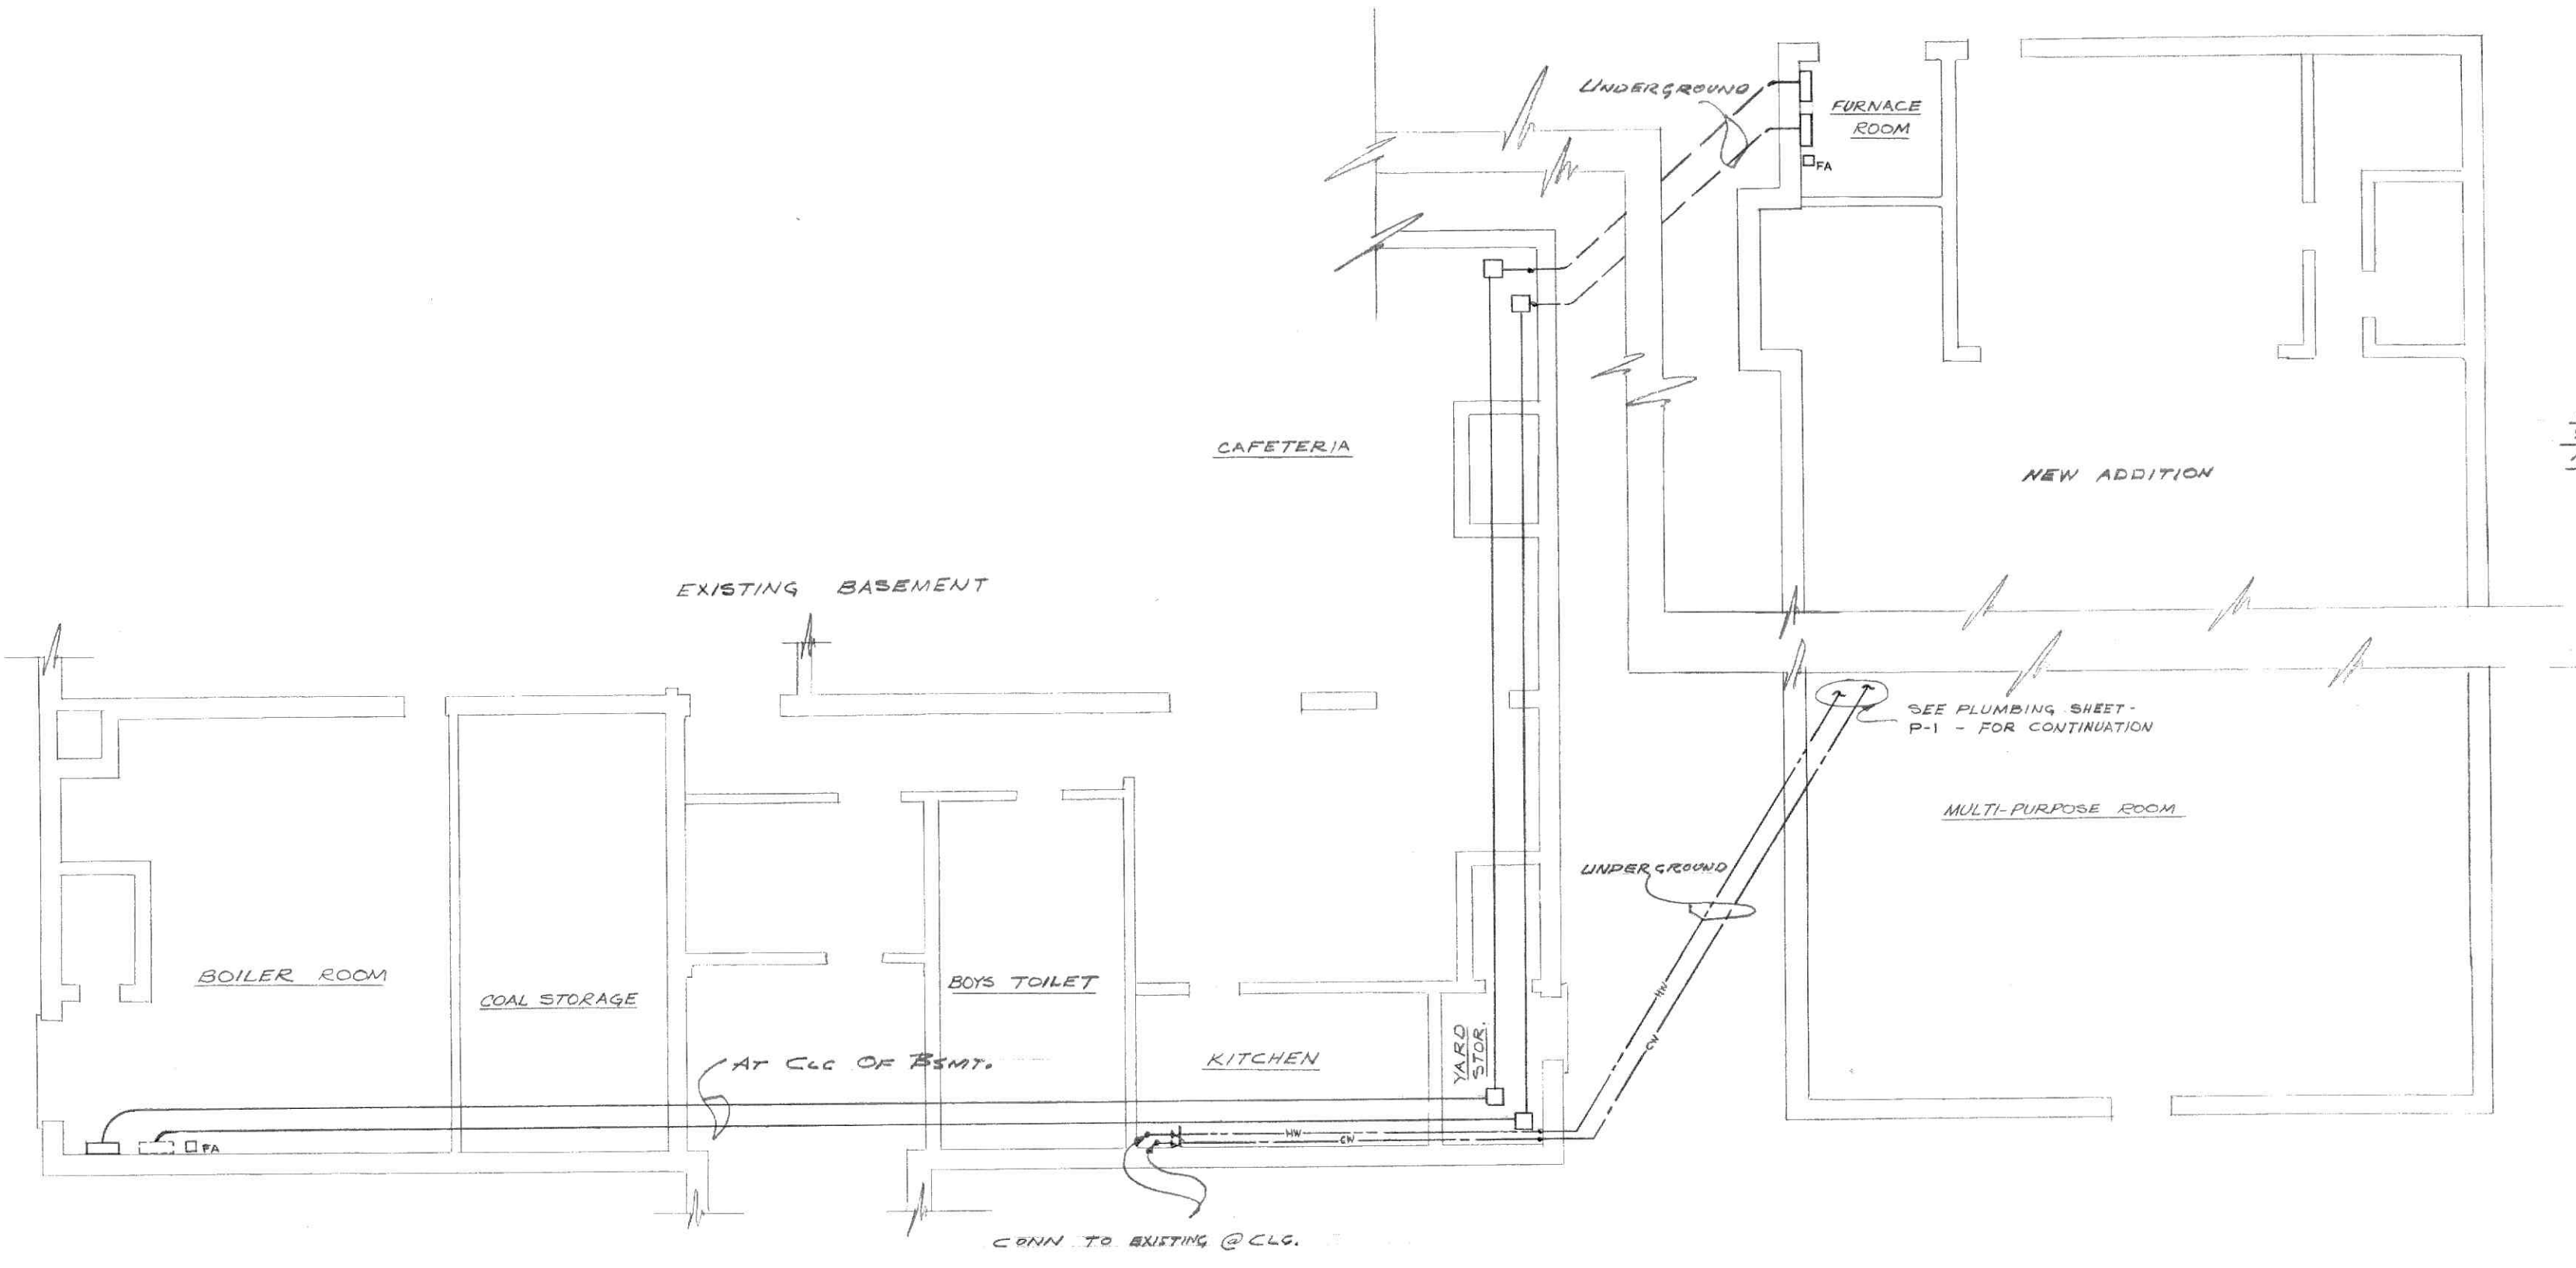 UNDERGROUND
FURNACE
ROOM
FA
CAFETERIA
NEW ADDITION
EXISTING BASEMENT
SEE PLUMBING SHEET-
P-1 - FOR CONTINUATION
MULTI-PURPOSE ROOM
UNDERGROUND
BOILER ROOM
COAL STORAGE
BOYS TOILET
HW
CW
YARD
STOR.
KITCHEN
AT CLG OF BSMT.
HW
CW
FA
CONN TO EXISTING @ CLG.